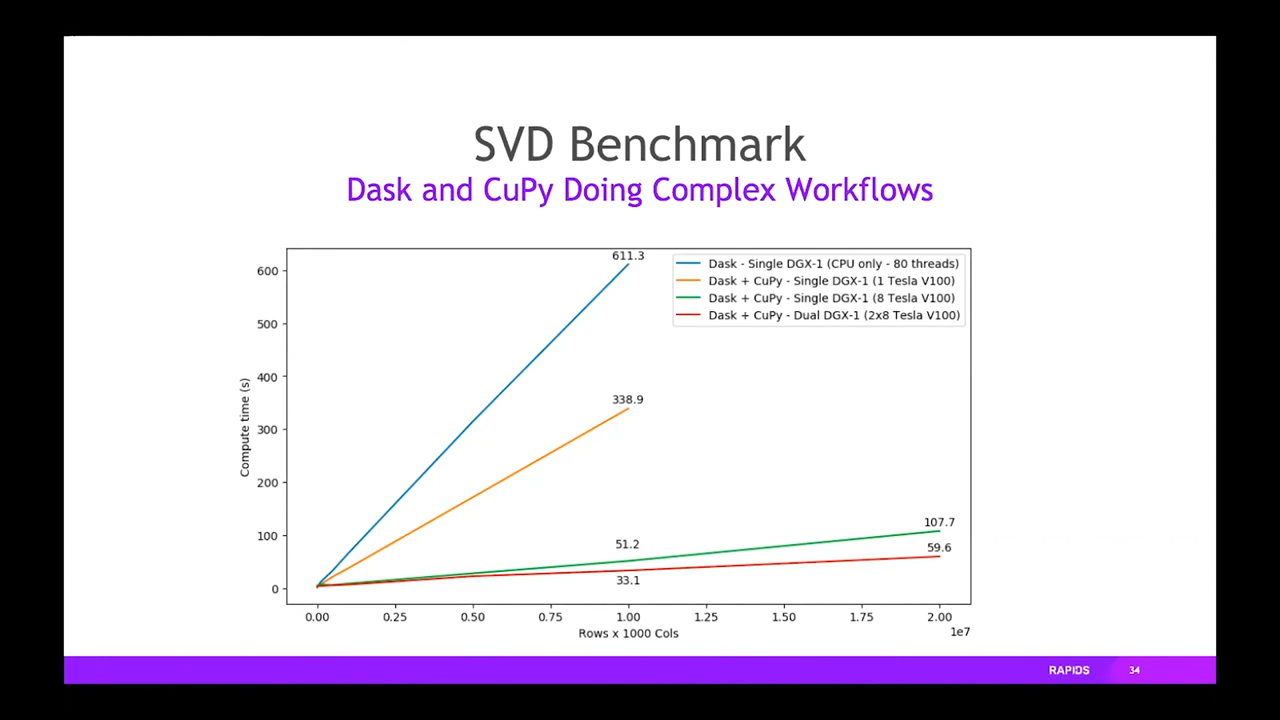 SVD Benchmark
Dask and CuPy Doing Complex Workflows
611.3
Dask - Single DGX-1 (CPU only - 80 threads)
Dask + CuPy - Single DGX-1 (1 Tesla V100)
Dask + CuPy - Single DGX-1 (8 Tesla V100)
Dask + CuPy - Dual DGX-1 (2x8 Tesla V100)
600
500
400
300
200
100
0
Compute time (s)
338.9
107.7
51.2
59.6
33.1
0.00 0.25 0.50 0.75 1.00 1.25 1.50 1.75 2.00
1e7
Rows x 1000 Cols
RAPIDS 34